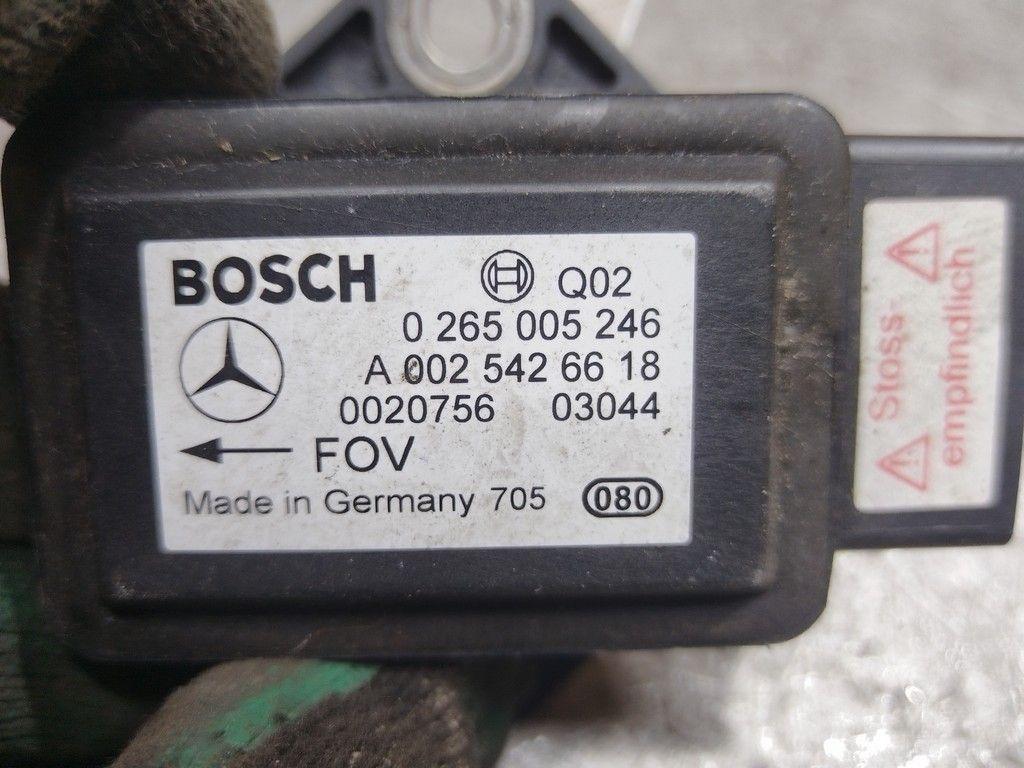 BOSCH Q02
0 265 005 246
A 002 542 66 18
0020756 03044
FOV
Made in Germany 705 080
Stoss-
empfindlich